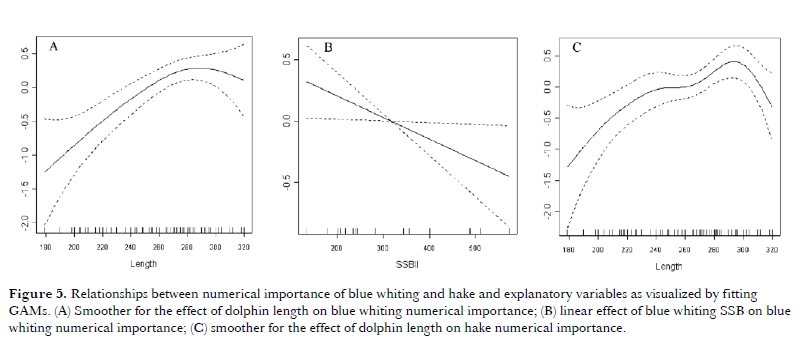 A
B
C
0.5
0.0
-0.5
-1.0
-1.5
-2.0
180 200 220 240 260 280 300 320
Length
0.5
0.0
-0.5
200 300 400 500
SSBll
0.5
0.0
-0.5
-1.0
-1.5
-2.0
180 200 220 240 260 280 300 320
Length
Figure 5. Relationships between numerical importance of blue whiting and hake and explanatory variables as visualized by fitting
GAMs. (A) Smoother for the effect of dolphin length on blue whiting numerical importance; (B) linear effect of blue whiting SSB on blue
whiting numerical importance; (C) smoother for the effect of dolphin length on hake numerical importance.